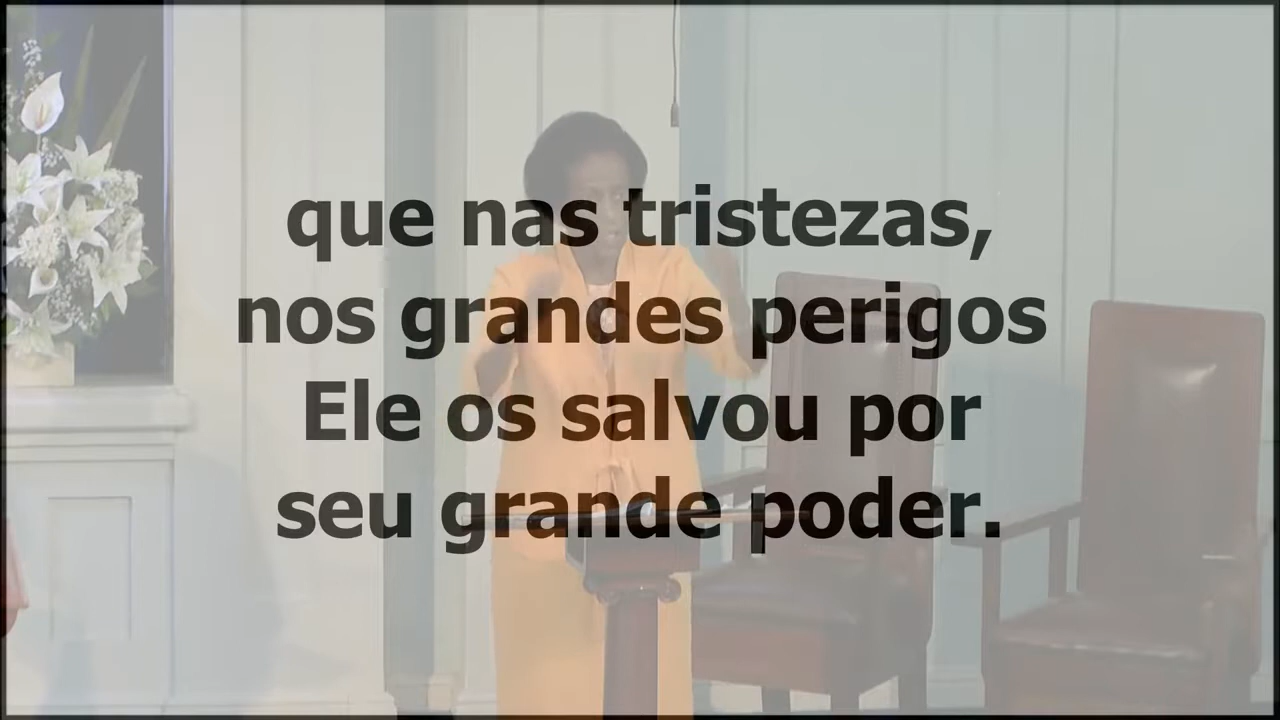 que nas tristezas,
nos grandes perigos
Ele os salvou por
seu grande poder.